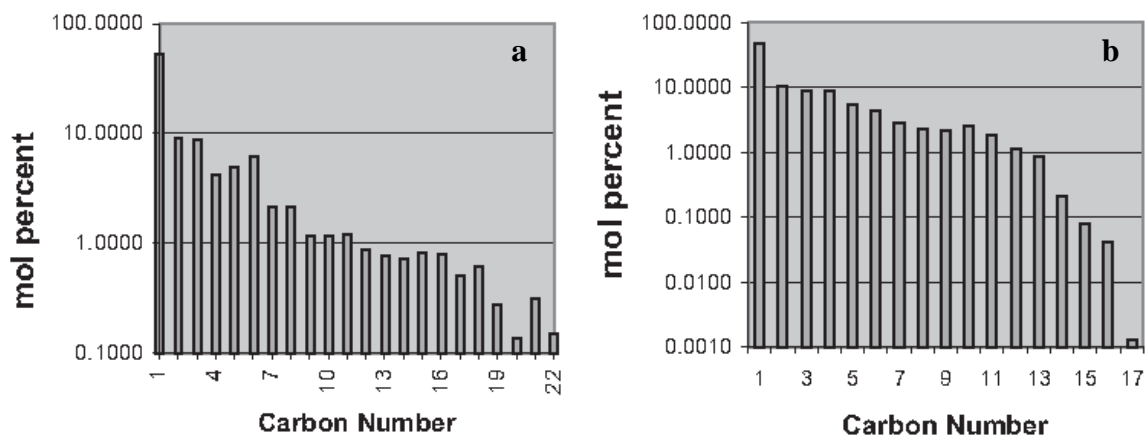 a
mol percent
100.0000
10.0000
1.0000
0.1000
1 4 7 10 13 16 19 22
Carbon Number
b
mol percent
100.0000
10.0000
1.0000
0.1000
0.0100
0.0010
1 3 5 7 9 11 13 15 17
Carbon Number